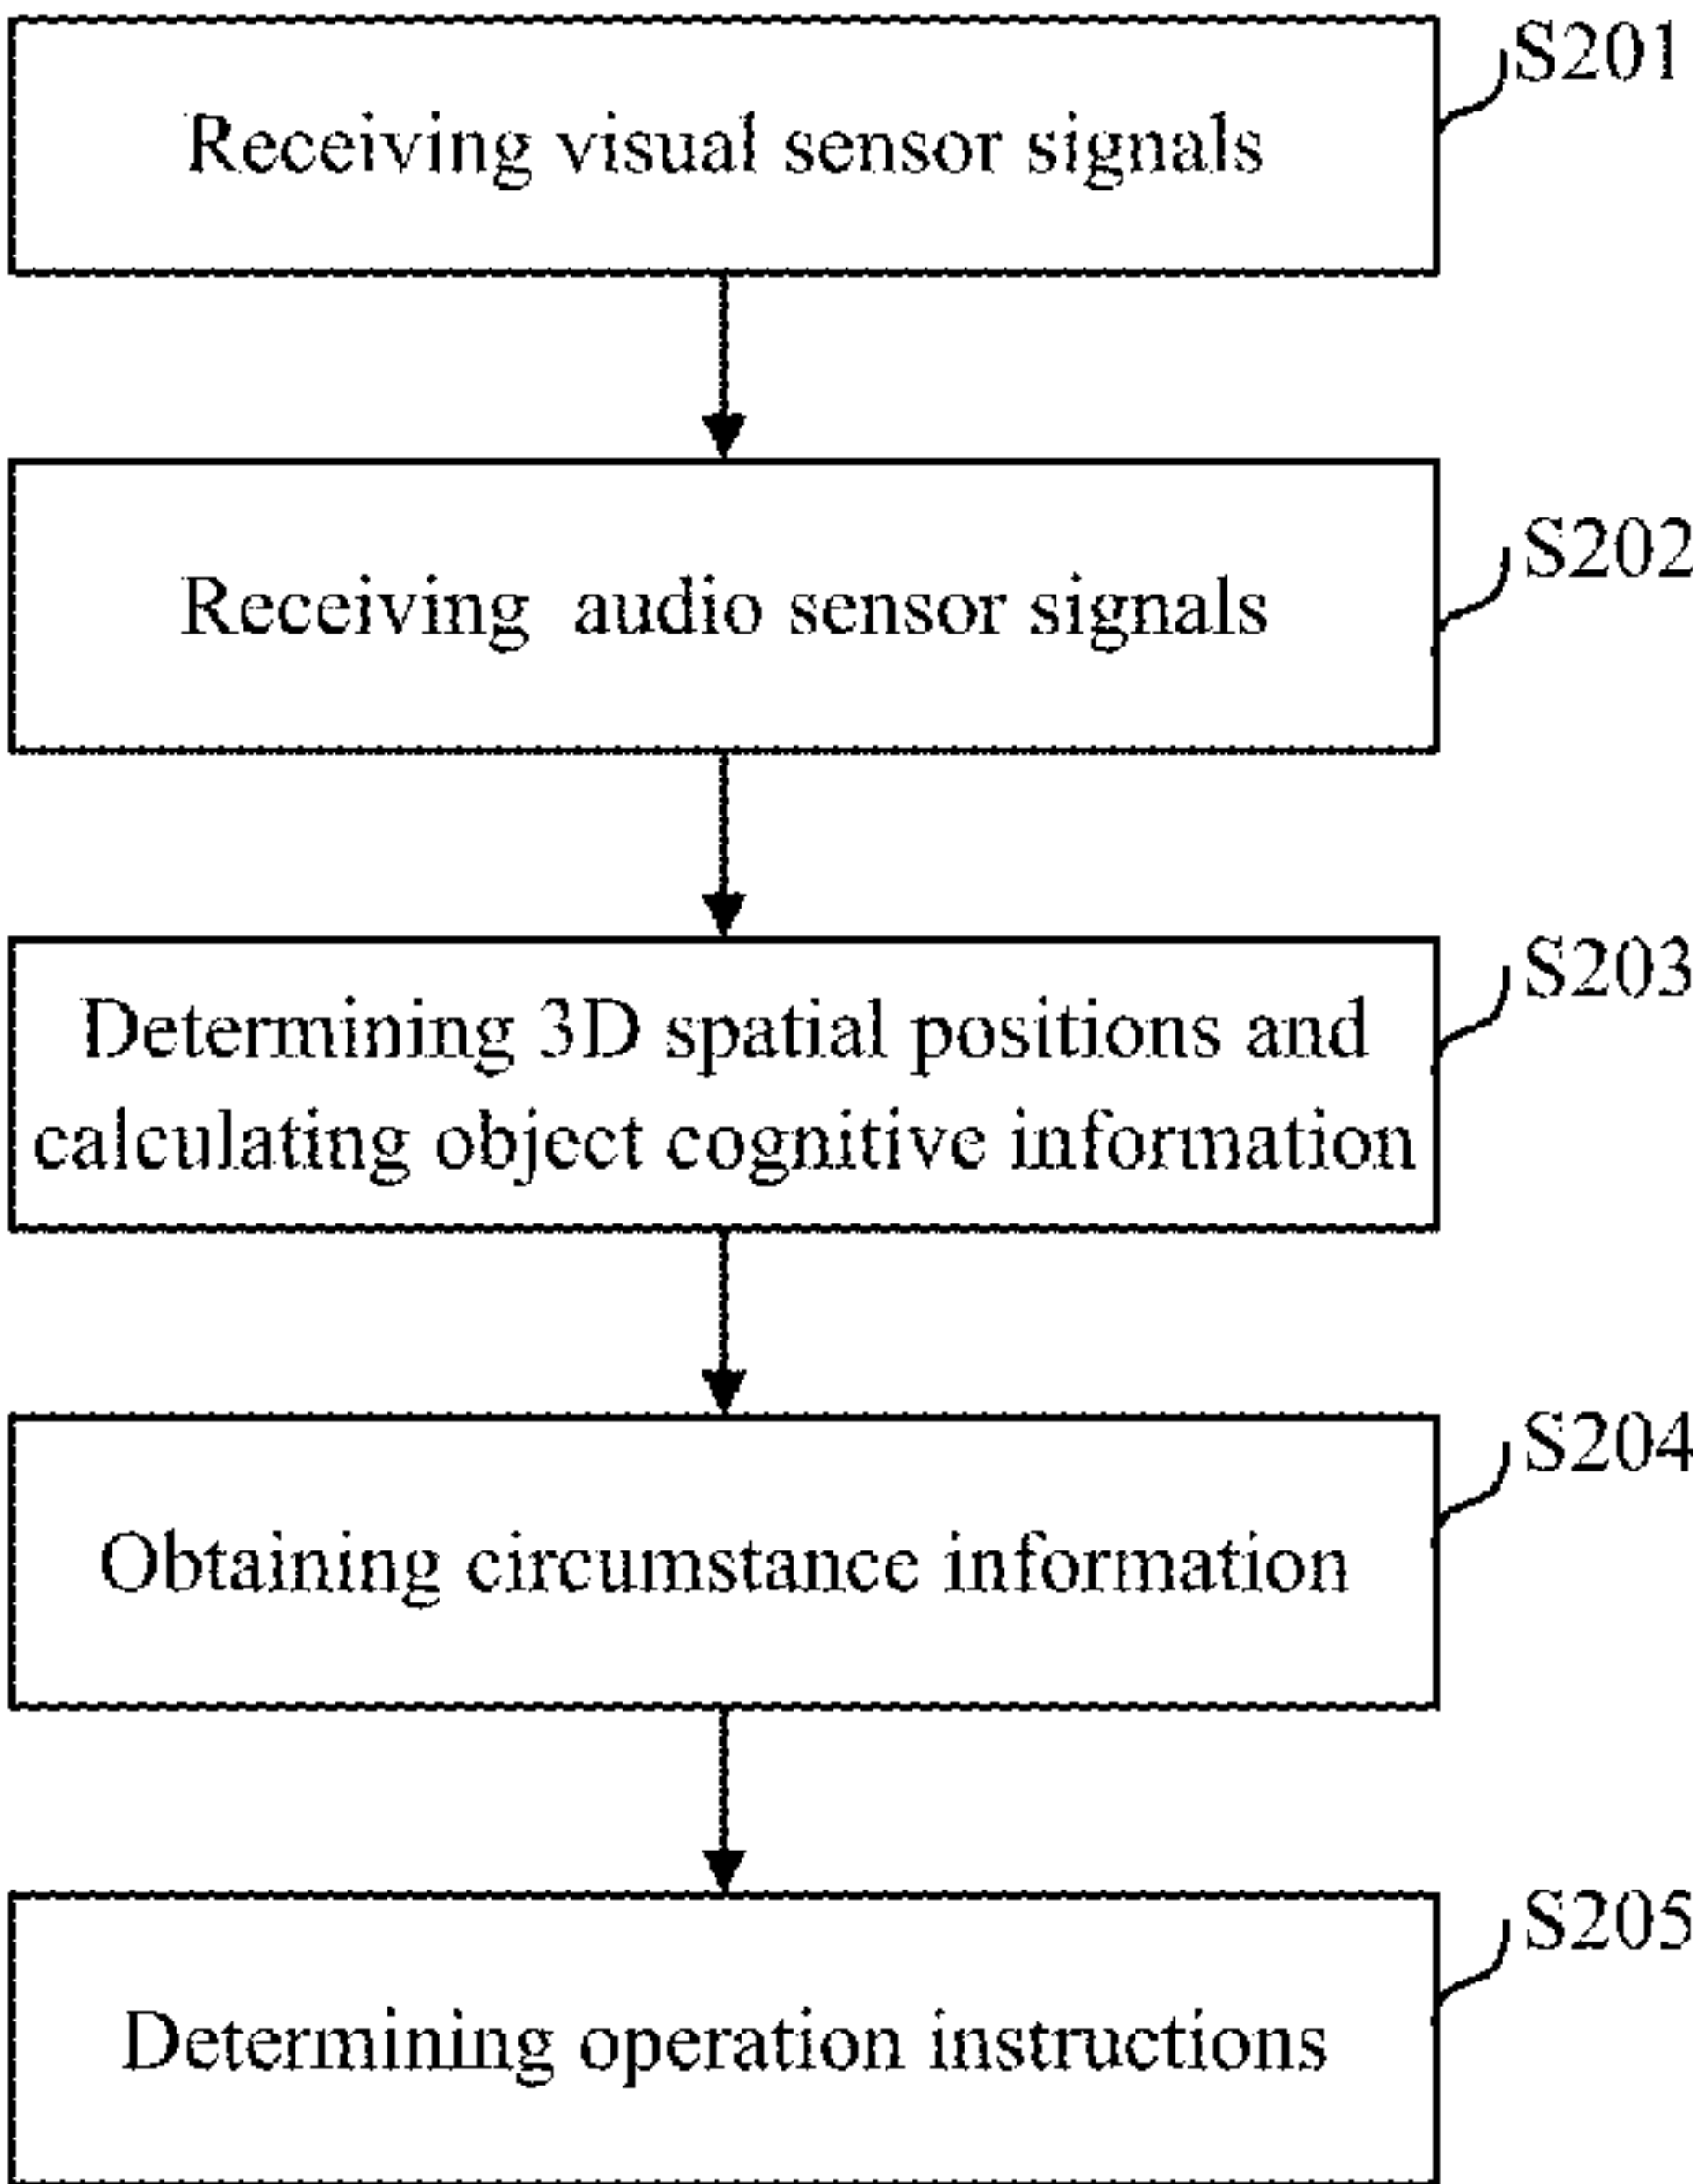 S201
Receiving visual sensor signals
S202
Receiving audio sensor signals
S203
Determining 3D spatial positions and
calculating object cognitive information
S204
Obtaining circumstance information
S205
Determining operation instructions